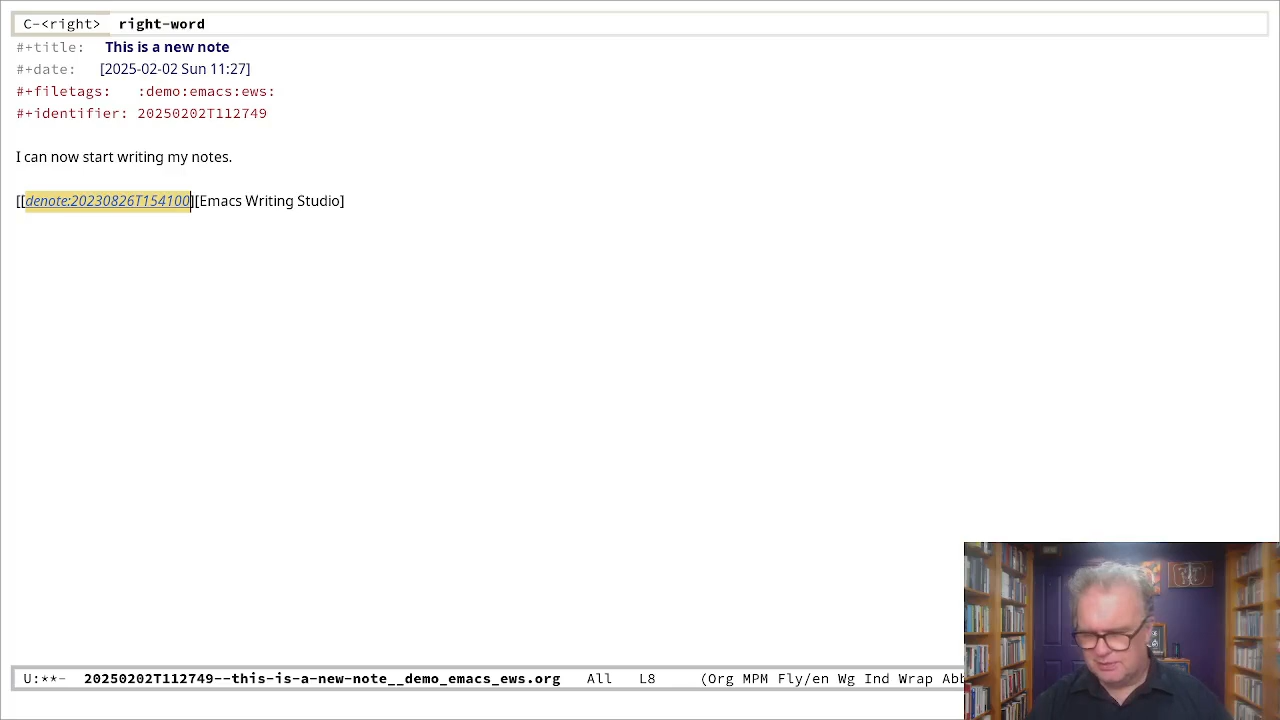 C-<right> right-word
#+title: This is a new note
#+date: [2025-02-02 Sun 11:27]
#+filetags: :demo:emacs:ews:
#+identifier: 20250202T112749
I can now start writing my notes.
[[denote:20230826T154100][Emacs Writing Studio]
U:**- 20250202T112749--this-is-a-new-note__demo_emacs_ews.org All L8 (Org MPM Fly/en Wg Ind Wrap Abb